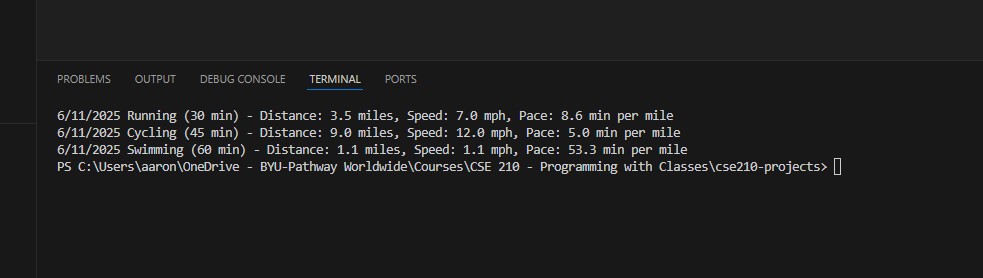 PROBLEMS OUTPUT DEBUG CONSOLE TERMINAL PORTS
6/11/2025 Running (30 min) - Distance: 3.5 miles, Speed: 7.0 mph, Pace: 8.6 min per mile
6/11/2025 Cycling (45 min) - Distance: 9.0 miles, Speed: 12.0 mph, Pace: 5.0 min per mile
6/11/2025 Swimming (60 min) - Distance: 1.1 miles, Speed: 1.1 mph, Pace: 53.3 min per mile
PS C:\Users\aaron\OneDrive - BYU-Pathway Worldwide\Courses\CSE 210 - Programming with Classes\cse210-projects>